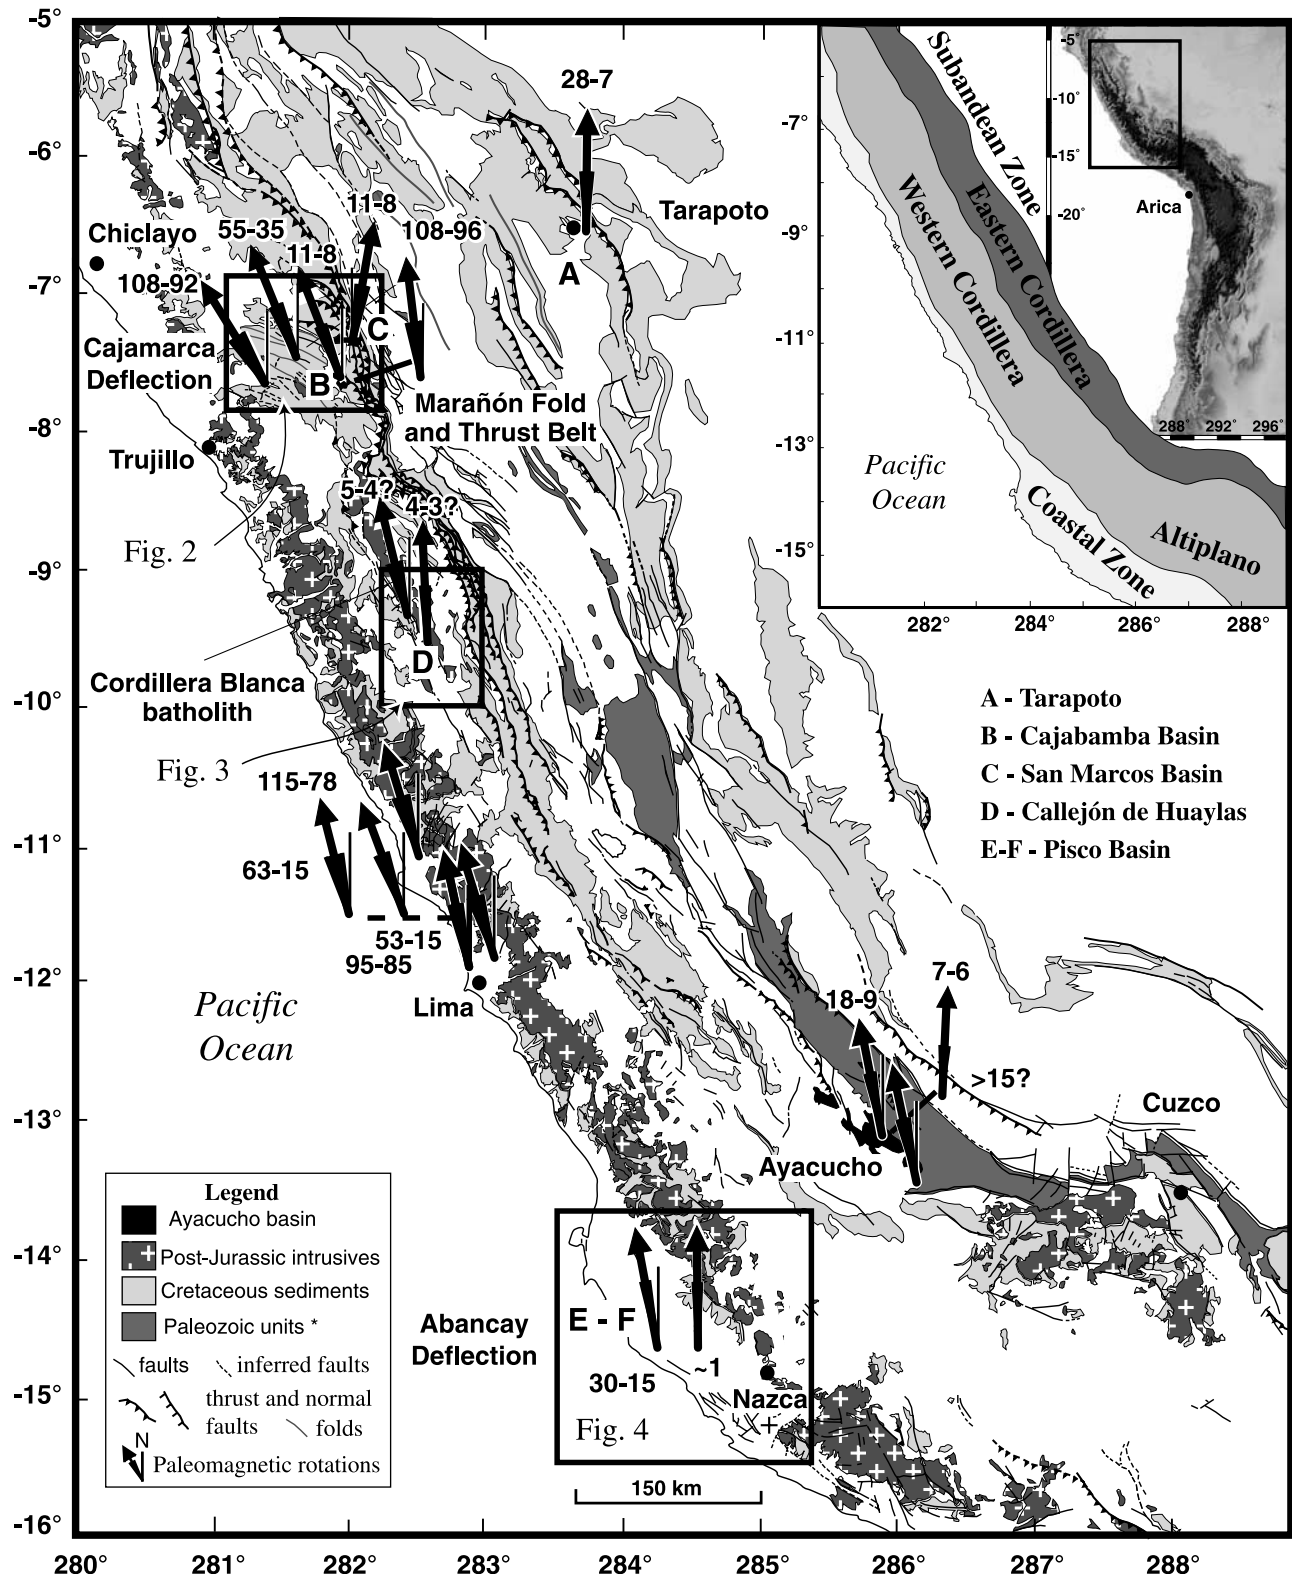 -5°
-6°
-7°
-8°
-9°
-10°
-11°
-12°
-13°
-14°
-15°
-16°
280°
281°
282°
283°
284°
285°
286°
287°
288°
28-7
Tarapoto
A
11-8
108-96
55-35
11-8
Chiclayo
108-92
C
Cajamarca
Deflection
B
Marañón Fold
and Thrust Belt
Trujillo
5-4?
4-3?
Fig. 2
D
Cordillera Blanca
batholith
Fig. 3
115-78
63-15
53-15
95-85
Lima
Pacific
Ocean
18-9
7-6
>15?
Cuzco
Ayacucho
Abancay
Deflection
E - F
30-15
~1
Nazca
Fig. 4
150 km
A - Tarapoto
B - Cajabamba Basin
C - San Marcos Basin
D - Callejón de Huaylas
E-F - Pisco Basin
Legend
Ayacucho basin
Post-Jurassic intrusives
Cretaceous sediments
Paleozoic units *
faults
inferred faults
thrust and normal
faults
folds
N
Paleomagnetic rotations
Subandean Zone
Eastern Cordillera
Western Cordillera
Altiplano
Coastal Zone
Pacific
Ocean
-7°
-9°
-11°
-13°
-15°
282°
284°
286°
288°
-5°
-10°
-15°
-20°
Arica
288°
292°
296°